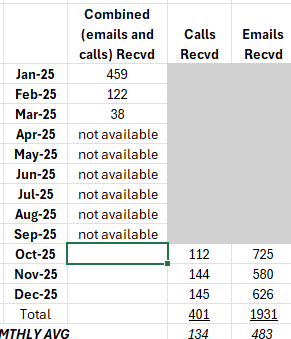 Combined
(emails and Calls Emails
calls) Recvd Recvd Recvd
Jan-25 459
Feb-25 122
Mar-25 38
Apr-25 not available
May-25 not available
Jun-25 not available
Jul-25 not available
Aug-25 not available
Sep-25 not available
Oct-25 112 725
Nov-25 144 580
Dec-25 145 626
Total 401 1931
MTHLY AVG 134 483